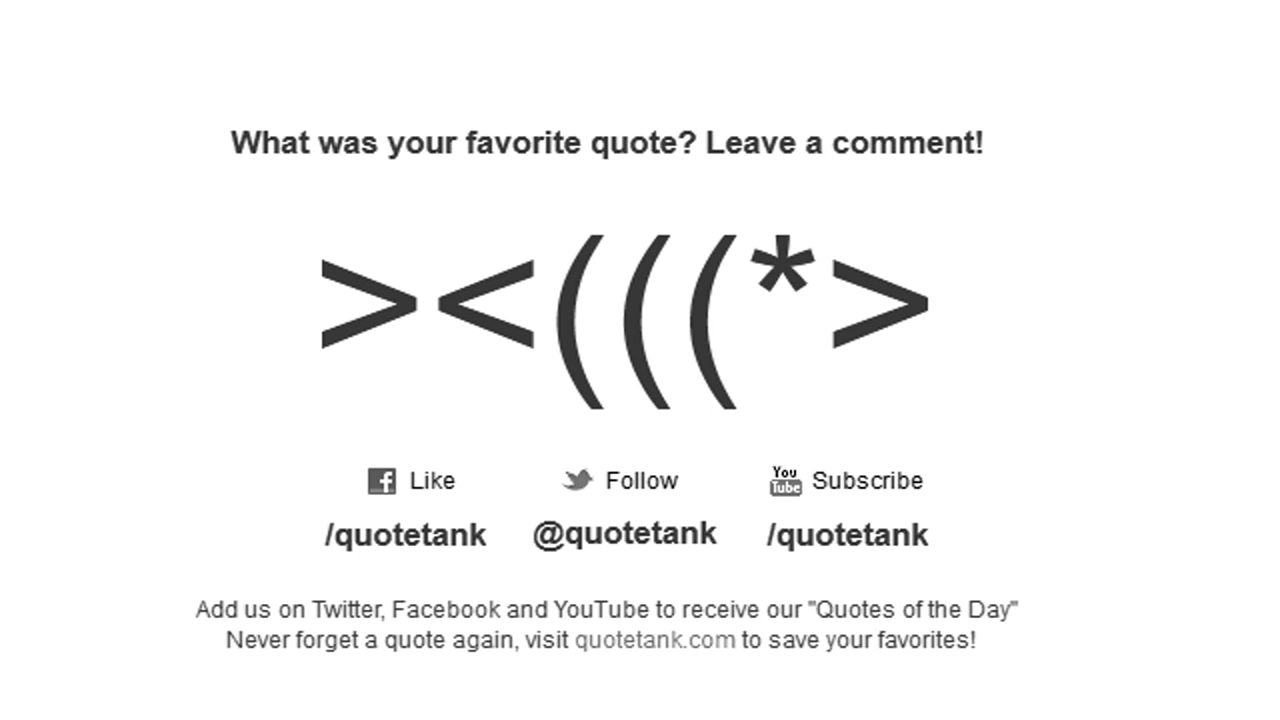 What was your favorite quote? Leave a comment!
><(((*>
f Like Follow You Tube Subscribe
/quotetank @quotetank /quotetank
Add us on Twitter, Facebook and YouTube to receive our "Quotes of the Day"
Never forget a quote again, visit quotetank.com to save your favorites!